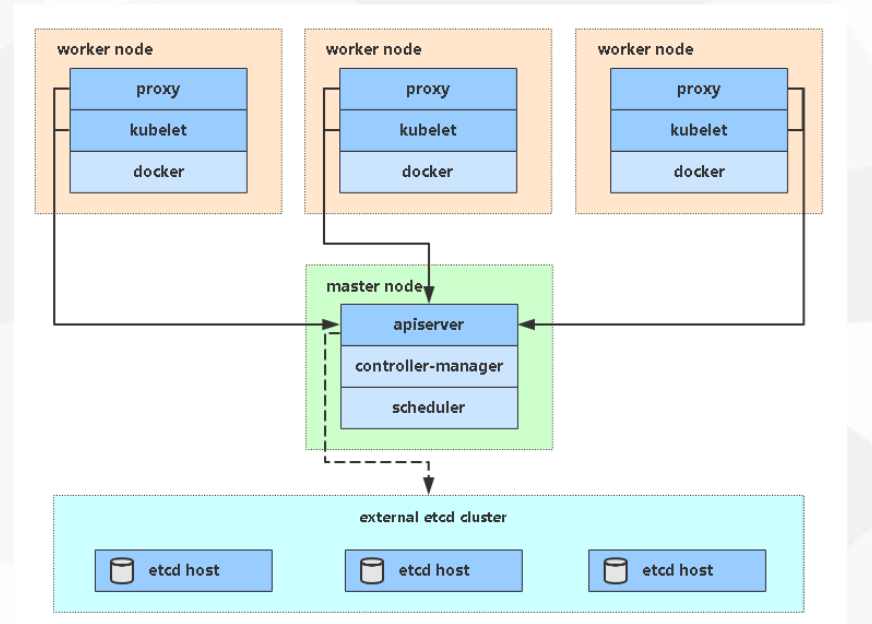 worker node
proxy
kubelet
docker
worker node
proxy
kubelet
docker
worker node
proxy
kubelet
docker
master node
apiserver
controller-manager
scheduler
external etcd cluster
etcd host
etcd host
etcd host